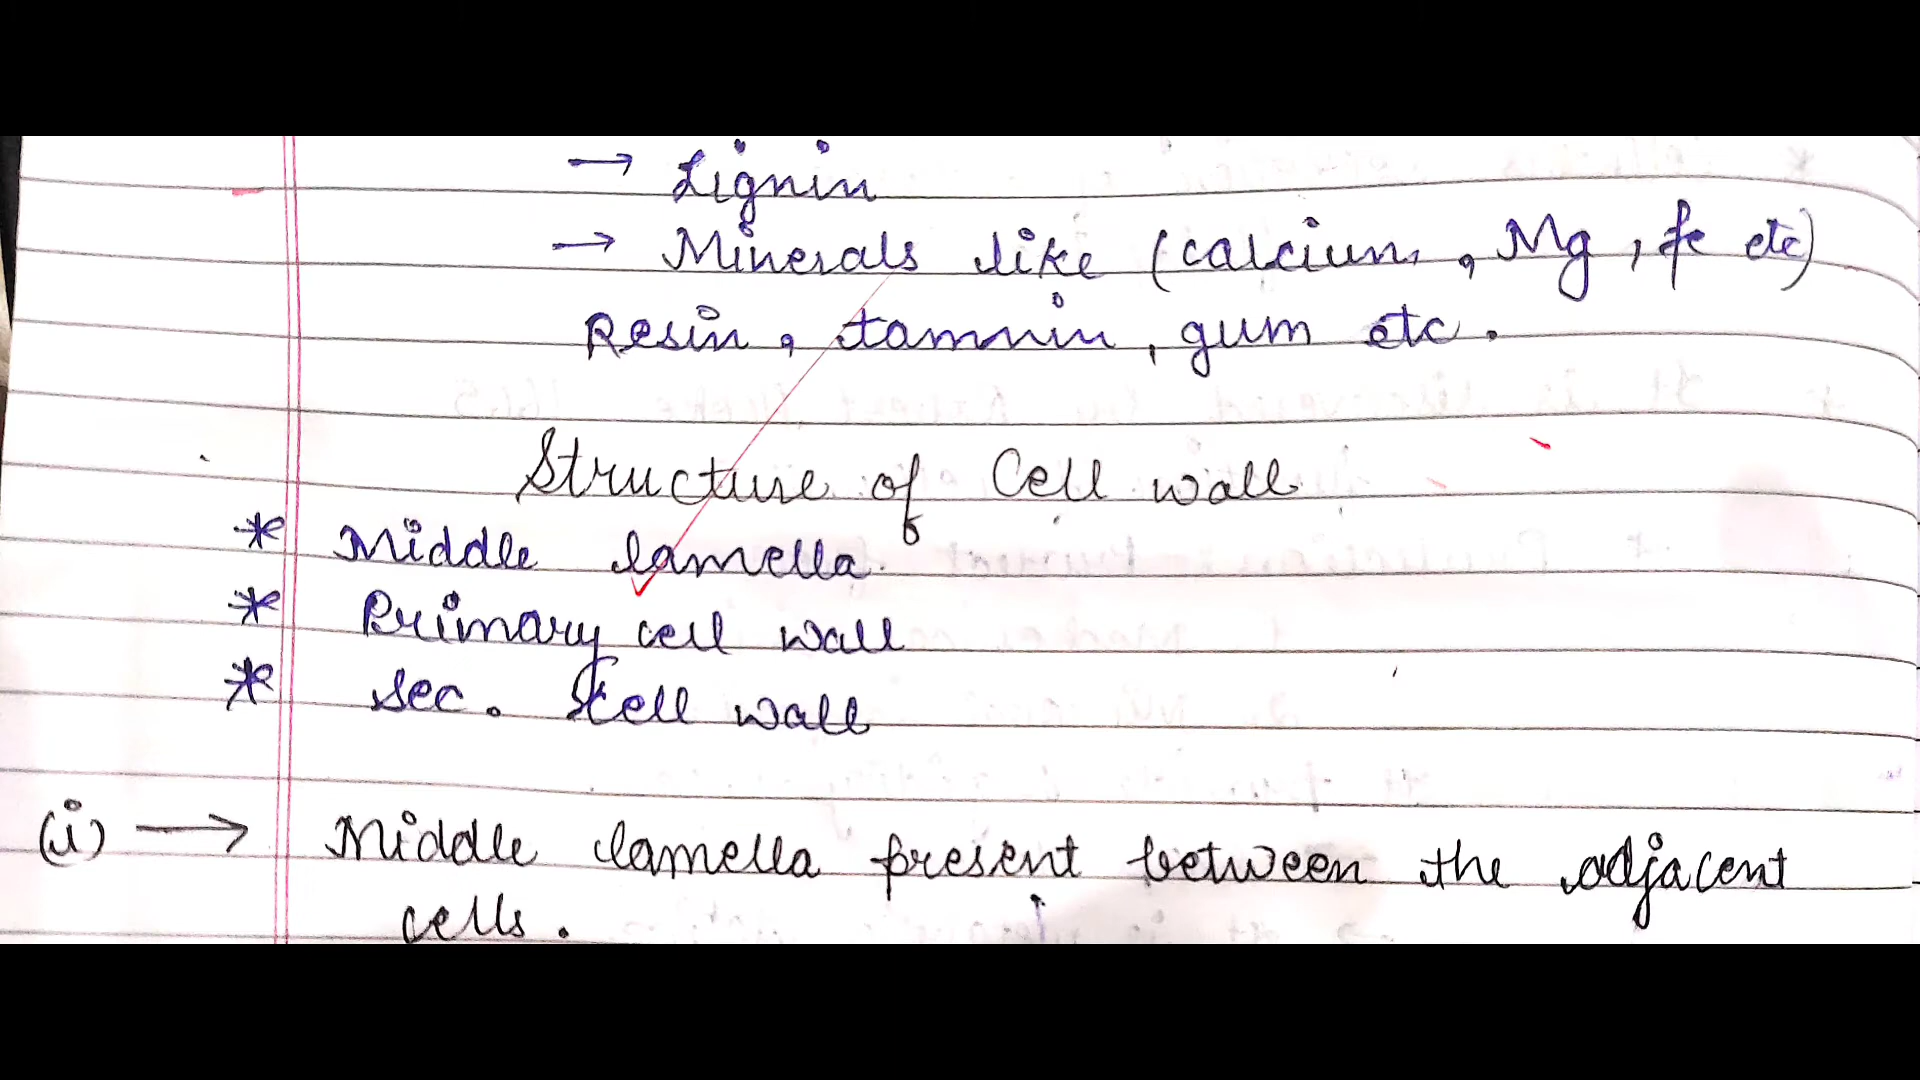 → Lignin
→ Minerals like (calcium, Mg, fe etc)
Resin, tannin, gum etc.
Structure of Cell wall
* Middle lamella
* Primary cell wall
* Sec. cell wall
(i) → Middle lamella present between the adjacent
cells.